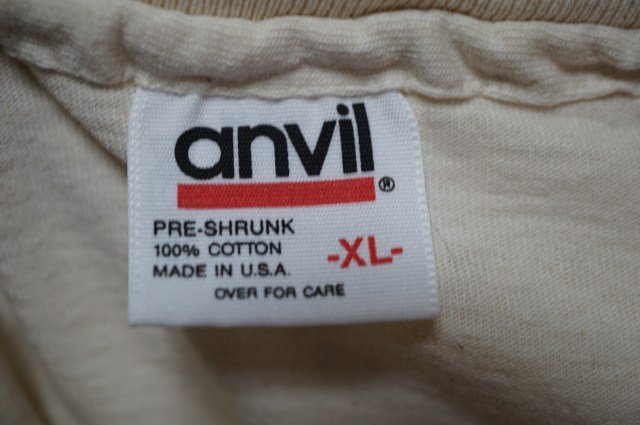 anvil®
PRE-SHRUNK
100% COTTON
MADE IN U.S.A.
-XL-
OVER FOR CARE